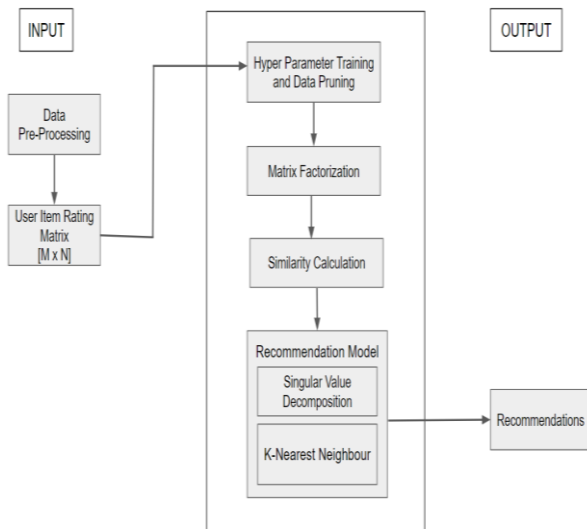 INPUT
OUTPUT
Data
Pre-Processing
User Item Rating
Matrix
[M x N]
Hyper Parameter Training
and Data Pruning
Matrix Factorization
Similarity Calculation
Recommendation Model
Singular Value
Decomposition
K-Nearest Neighbour
Recommendations